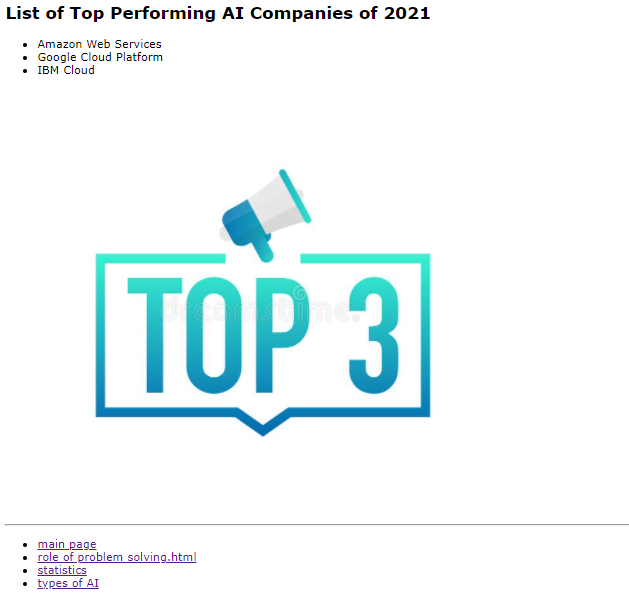 List of Top Performing AI Companies of 2021
Amazon Web Services
Google Cloud Platform
IBM Cloud
TOP 3
dreamstime.
main page
role of problem solving.html
statistics
types of AI